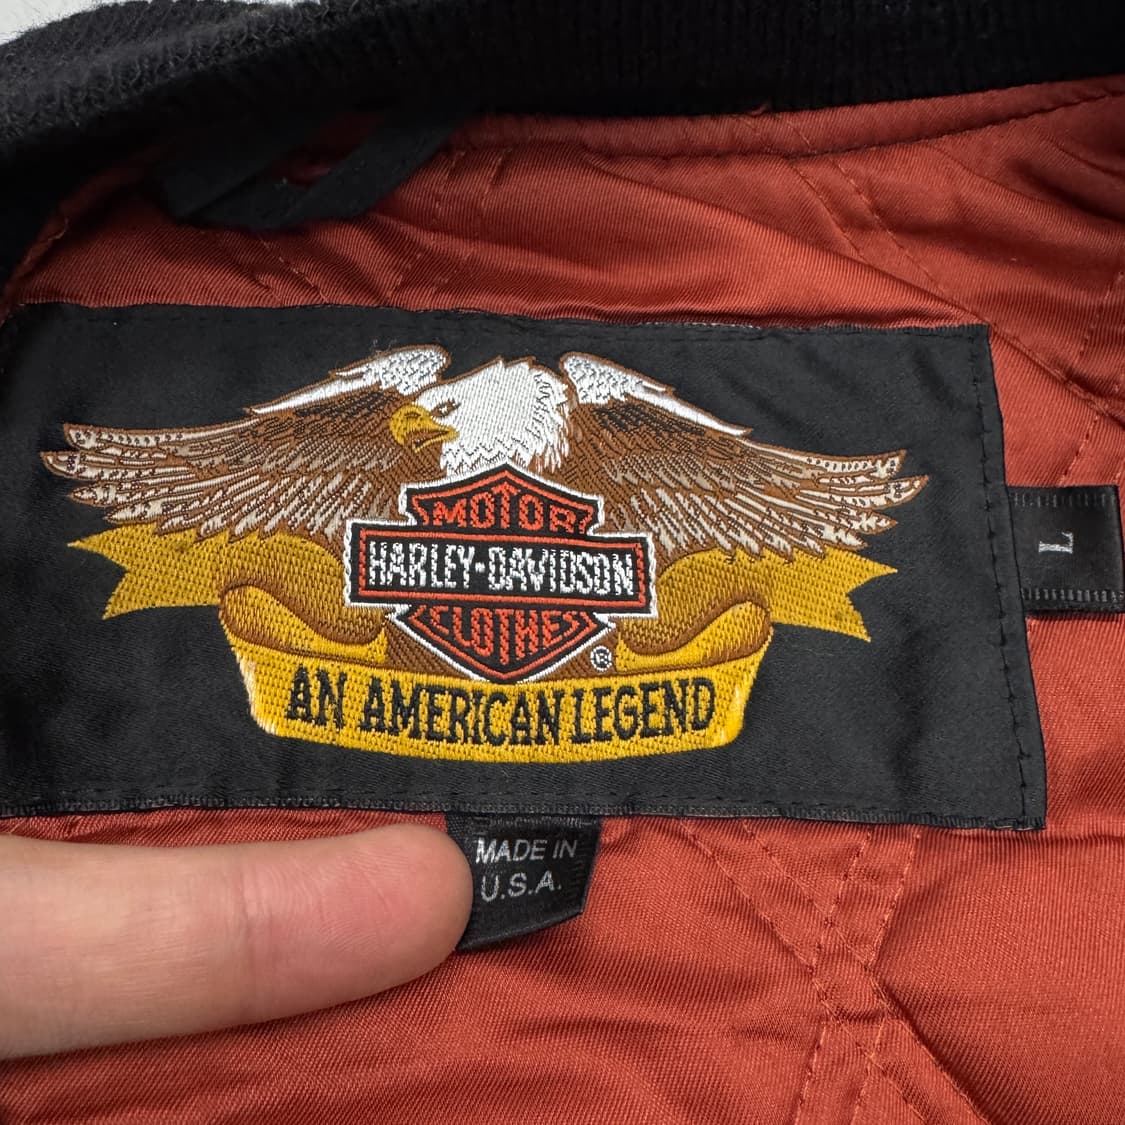 MOTOR
HARLEY-DAVIDSON
CLOTHES
®
AN AMERICAN LEGEND
L
MADE IN
U.S.A.